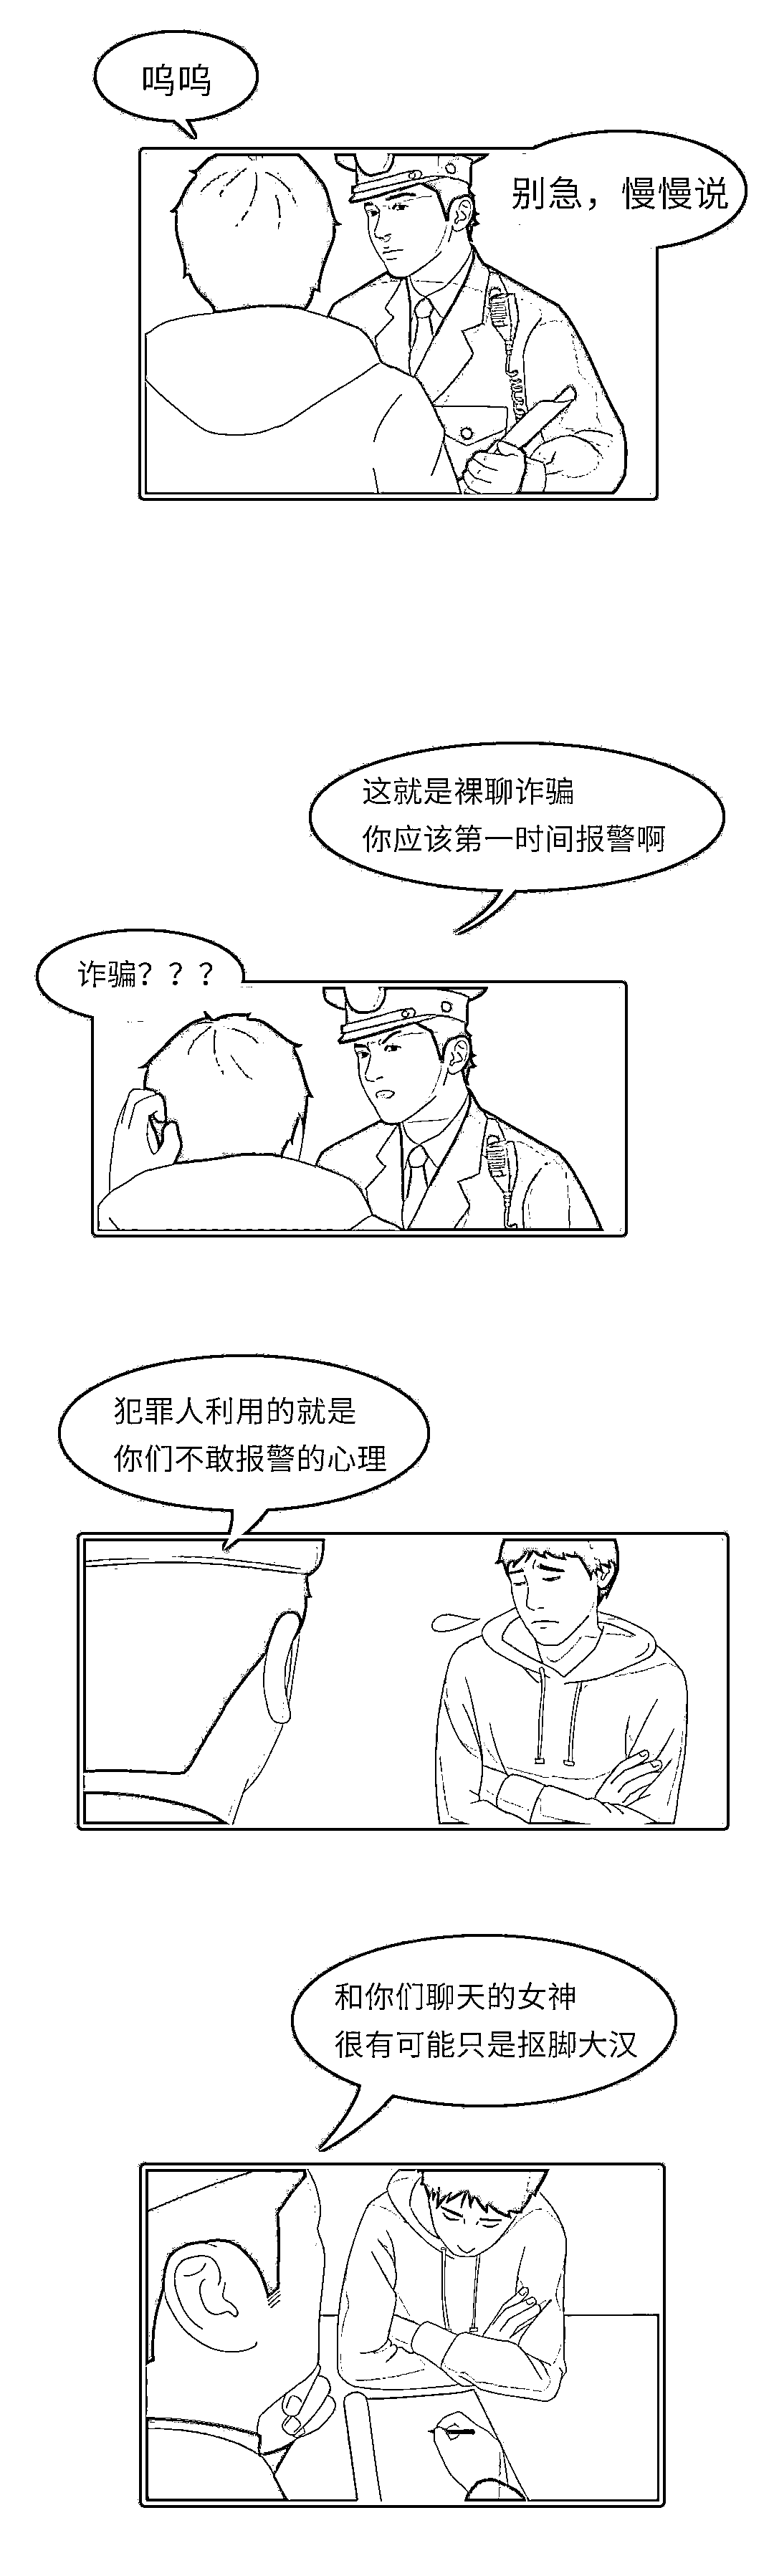 呜呜
别急，慢慢说
这就是裸聊诈骗
你应该第一时间报警啊
诈骗？？？
犯罪人利用的就是
你们不敢报警的心理
和你们聊天的女神
很有可能只是抠脚大汉